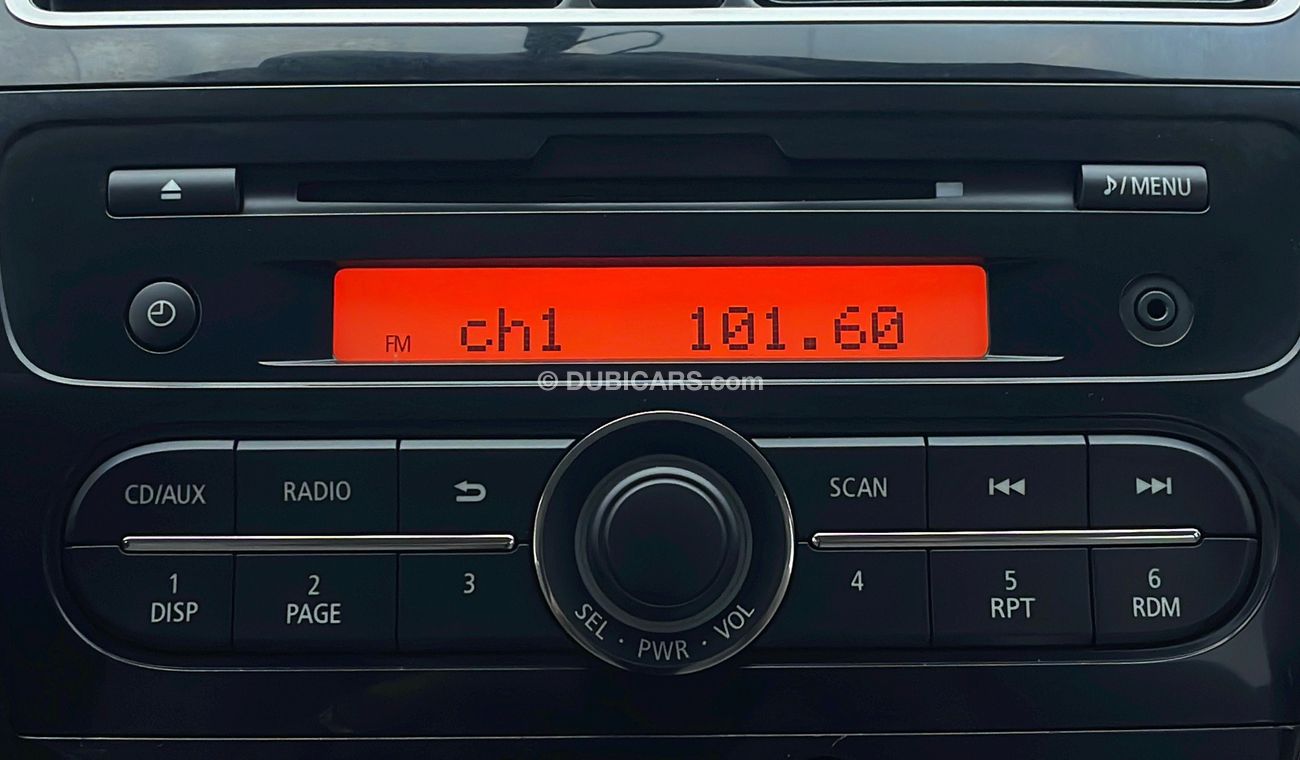 ♪/MENU
FM ch1 101.60
© DUBICARS.com
CD/AUX RADIO SCAN
1 2 3 4 5 6
DISP PAGE RPT RDM
SEL · PWR · VOL